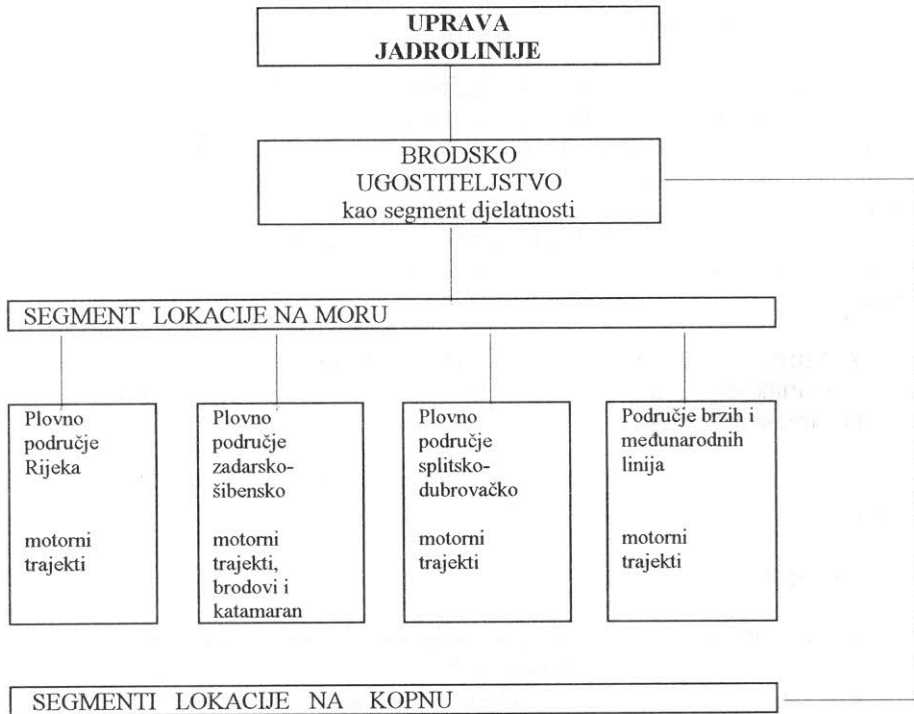 UPRAVA
JADROLINIJE
BRODSKO
UGOSTITELJSTVO
kao segment djelatnosti
SEGMENT LOKACIJE NA MORU
Plovno
područje
Rijeka
motorni
trajekti
Plovno
područje
zadarsko-
šibensko
motorni
trajekti,
brodovi i
katamaran
Plovno
područje
splitsko-
dubrovačko
motorni
trajekti
Područje brzih i
međunarodnih
linija
motorni
trajekti
SEGMENTI LOKACIJE NA KOPNU